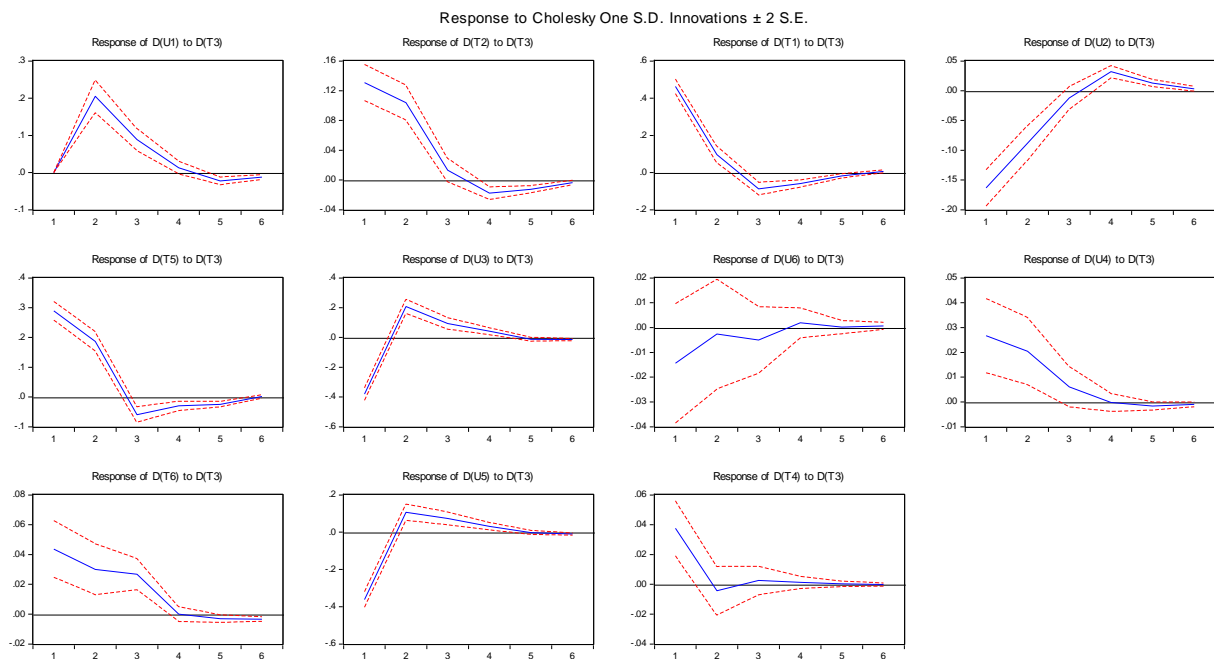 Response to Cholesky One S.D. Innovations ± 2 S.E.
Response of D(U1) to D(T3)
.3
.2
.1
.0
-.1
1 2 3 4 5 6
Response of D(T2) to D(T3)
.16
.12
.08
.04
.00
-.04
1 2 3 4 5 6
Response of D(T1) to D(T3)
.6
.4
.2
.0
-.2
1 2 3 4 5 6
Response of D(U2) to D(T3)
.05
.00
-.05
-.10
-.15
-.20
1 2 3 4 5 6
Response of D(T5) to D(T3)
.4
.3
.2
.1
.0
-.1
1 2 3 4 5 6
Response of D(U3) to D(T3)
.4
.2
.0
-.2
-.4
-.6
1 2 3 4 5 6
Response of D(U6) to D(T3)
.02
.01
.00
-.01
-.02
-.03
-.04
1 2 3 4 5 6
Response of D(U4) to D(T3)
.05
.04
.03
.02
.01
.00
-.01
1 2 3 4 5 6
Response of D(T6) to D(T3)
.08
.06
.04
.02
.00
-.02
1 2 3 4 5 6
Response of D(U5) to D(T3)
.2
.0
-.2
-.4
-.6
1 2 3 4 5 6
Response of D(T4) to D(T3)
.06
.04
.02
.00
-.02
-.04
1 2 3 4 5 6